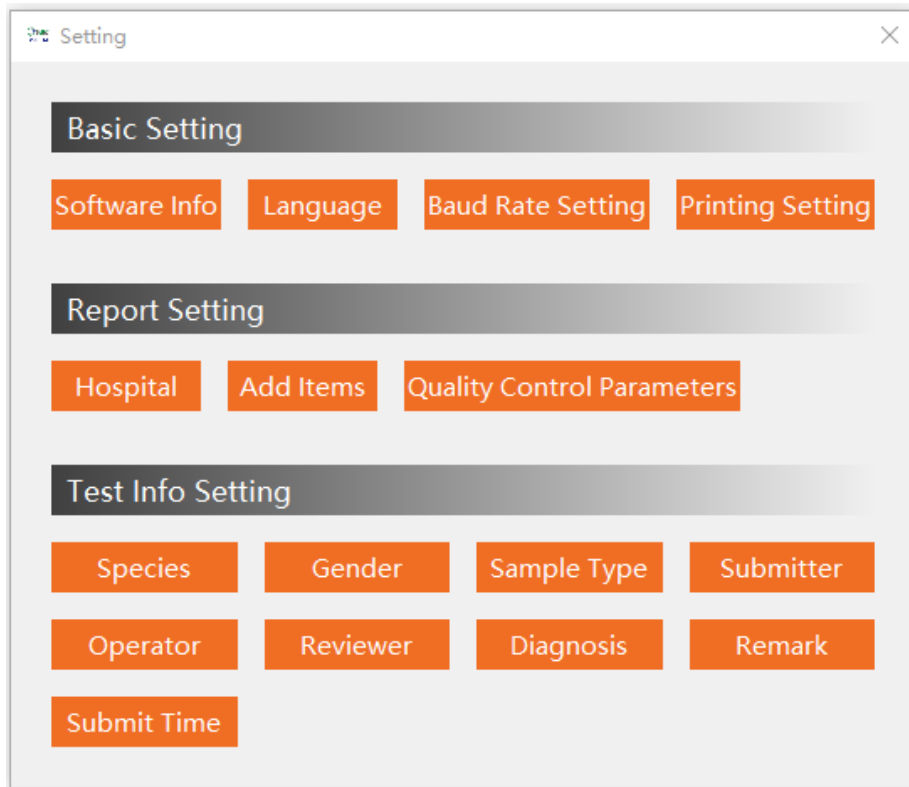 Setting
Basic Setting
Software Info Language Baud Rate Setting Printing Setting
Report Setting
Hospital Add Items Quality Control Parameters
Test Info Setting
Species Gender Sample Type Submitter
Operator Reviewer Diagnosis Remark
Submit Time